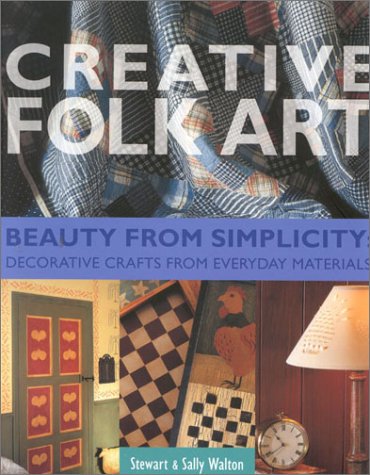 CREATIVE
FOLK ART
BEAUTY FROM SIMPLICITY:
DECORATIVE CRAFTS FROM EVERYDAY MATERIALS
Stewart & Sally Walton